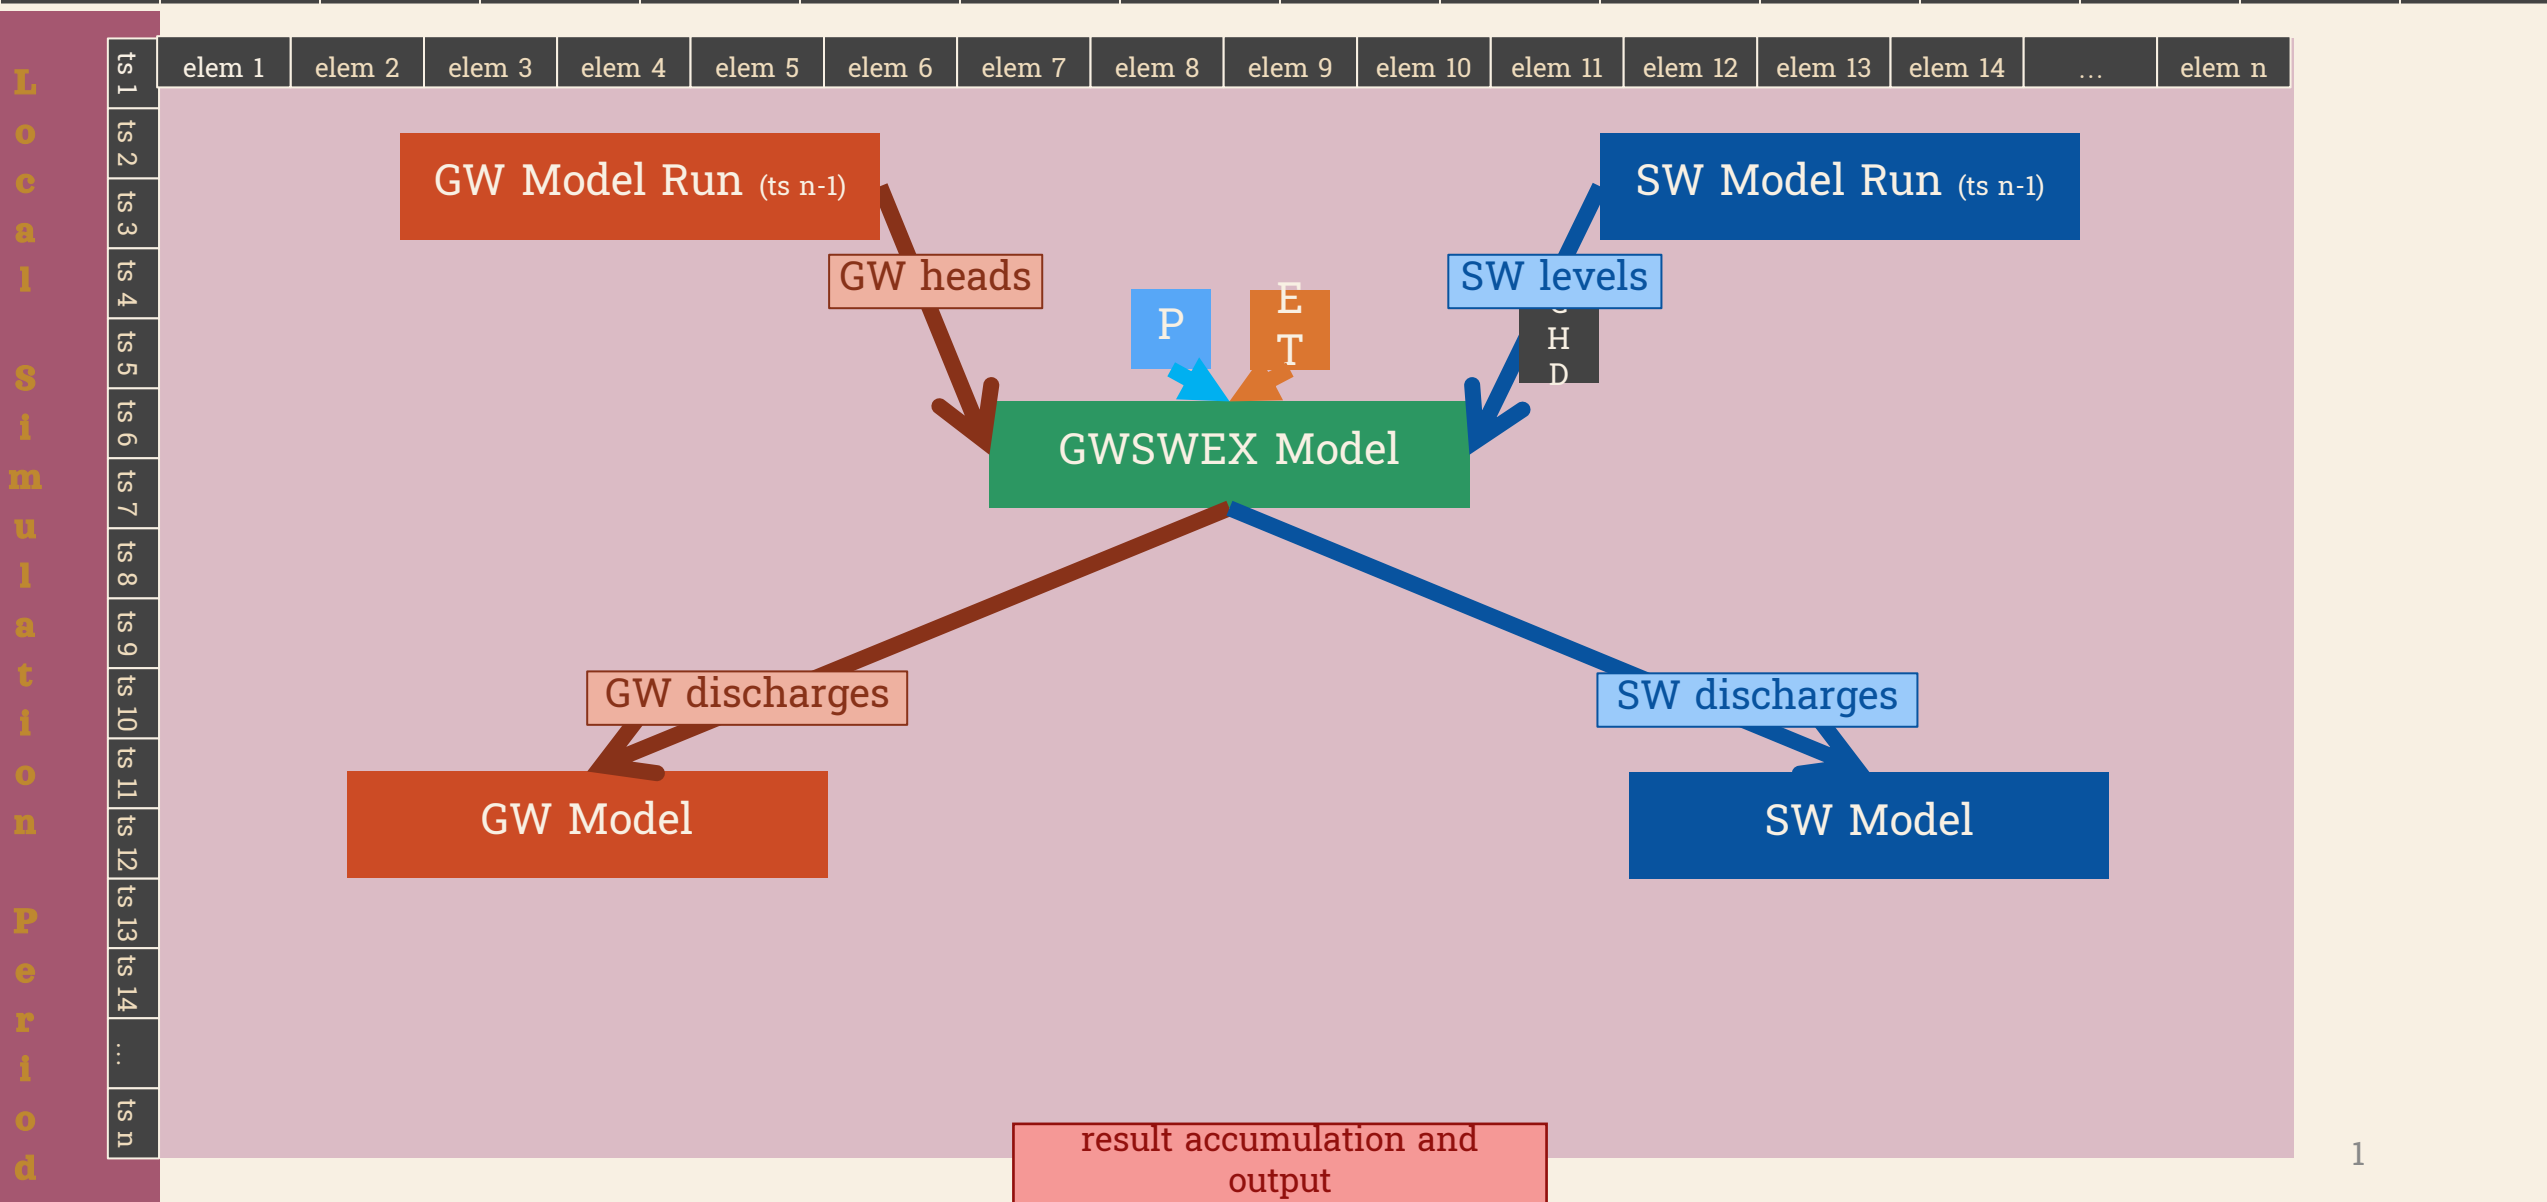 elem 1
elem 2
elem 3
elem 4
elem 5
elem 6
elem 7
elem 8
elem 9
elem 10
elem 11
elem 12
elem 13
elem 14
...
elem n
Local Simulation Period
ts 1
ts 2
ts 3
ts 4
ts 5
ts 6
ts 7
ts 8
ts 9
ts 10
ts 11
ts 12
ts 13
ts 14
...
ts n
GW Model Run (ts n-1)
SW Model Run (ts n-1)
GW heads
SW levels
P
E
T
C
H
D
GWSWEX Model
GW discharges
SW discharges
GW Model
SW Model
result accumulation and
output
1